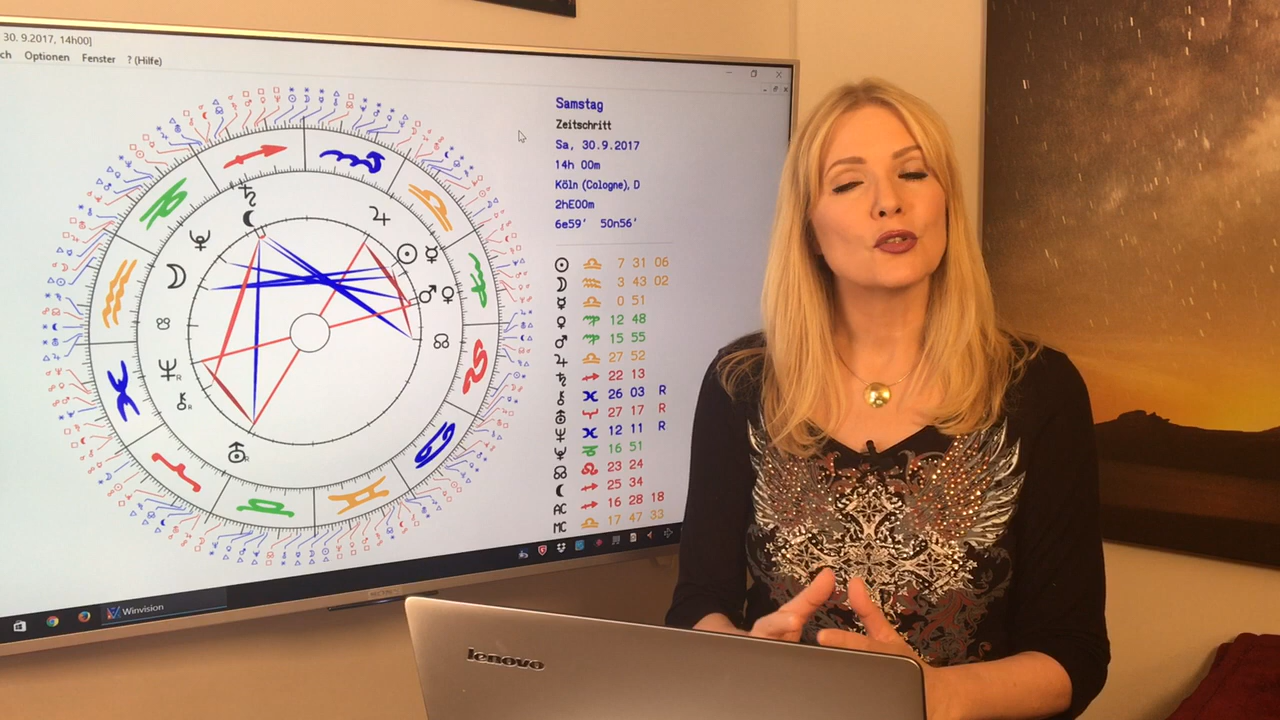 30. 9.2017, 14h00]
ch Optionen Fenster ? (Hilfe)
Samstag
Zeitschritt
Sa, 30.9.2017
14h 00m
Köln (Cologne), D
2hE00m
6e59' 50n56'
☉ ♎ 7 31 06
☽ ♒ 3 43 02
☿ ♎ 0 51
♀ ♍ 12 48
♂ ♍ 15 55
♃ ♎ 27 52
♄ ♐ 22 13
⚷ ♓ 26 03 R
⛢ ♈ 27 17 R
♆ ♓ 12 11 R
♇ ♑ 16 51
☊ ♌ 23 24
⚸ ♐ 25 34
AC ♐ 16 28 18
MC ♎ 17 47 33
Winvision
SONY
lenovo